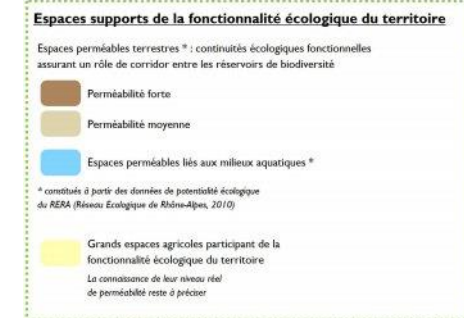 Espaces supports de la fonctionnalité écologique du territoire
Espaces perméables terrestres * : continuités écologiques fonctionnelles
assurant un rôle de corridor entre les réservoirs de biodiversité
Perméabilité forte
Perméabilité moyenne
Espaces perméables liés aux milieux aquatiques *
* constitués à partir des données de potentialité écologique
du RERA (Réseau Ecologique de Rhône-Alpes, 2010)
Grands espaces agricoles participant de la
fonctionnalité écologique du territoire
La connaissance de leur niveau réel
de perméabilité reste à préciser